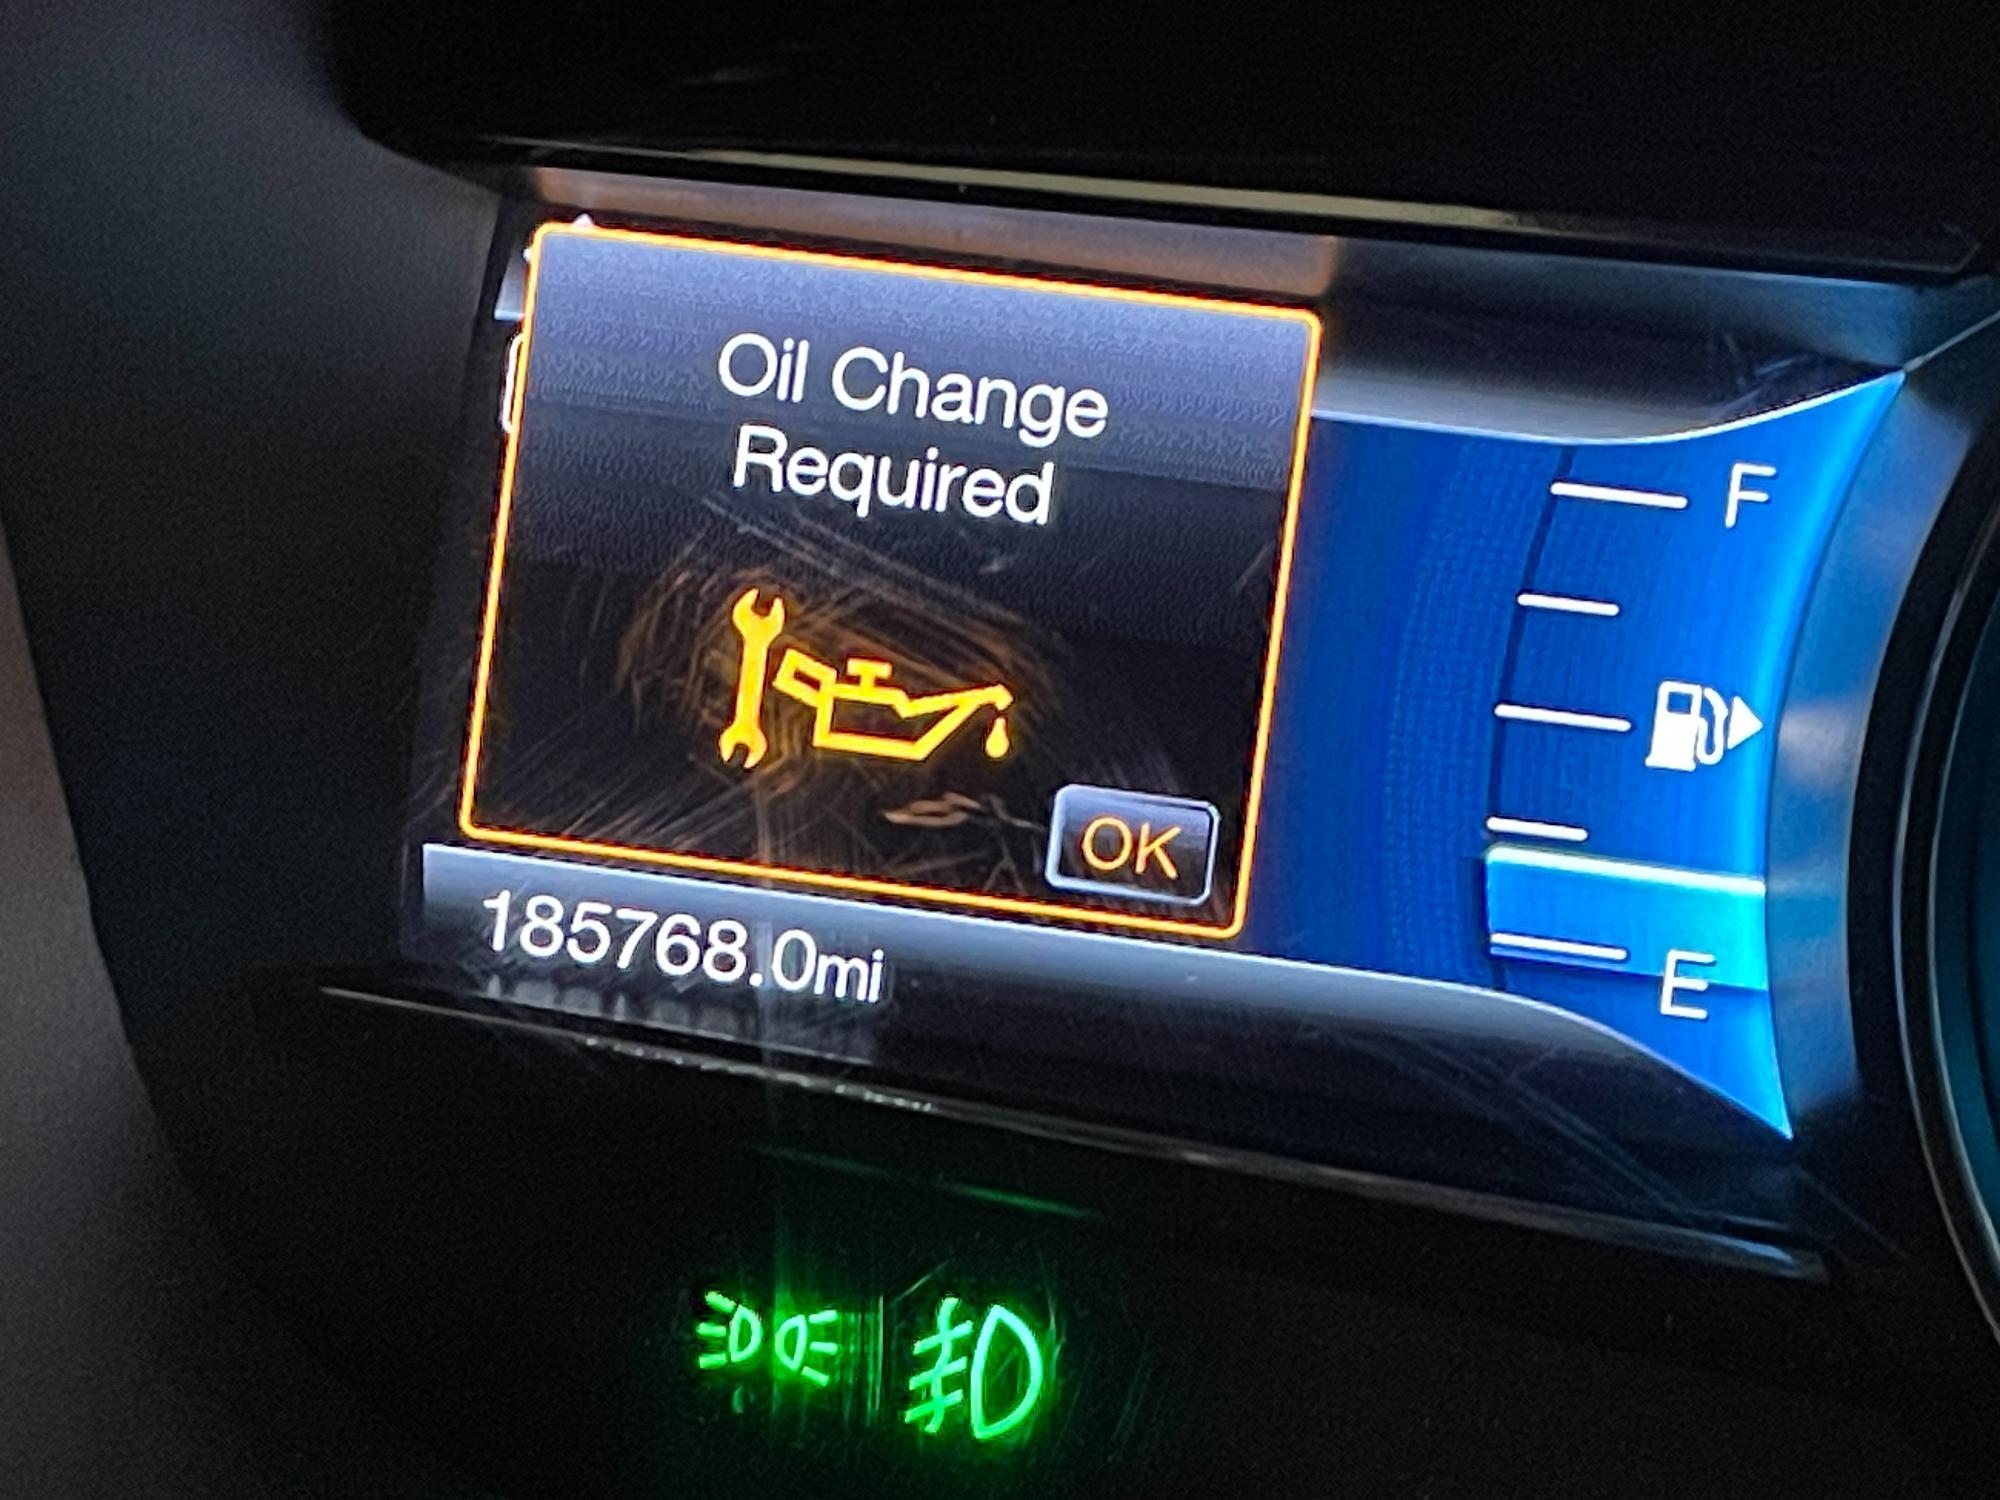 Oil Change
Required
OK
F
E
185768.0mi